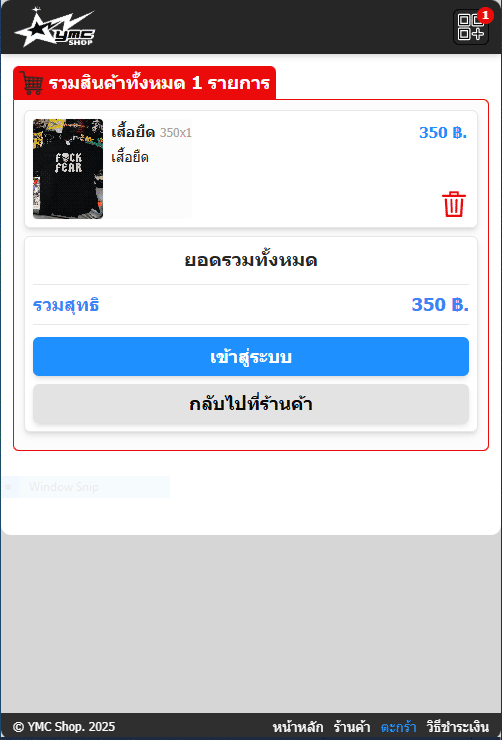 YMC
SHOP
1
รวมสินค้าทั้งหมด 1 รายการ
เสื้อยืด 350x1
350 ฿.
เสื้อยืด
F CK
FEAR
ยอดรวมทั้งหมด
รวมสุทธิ
350 ฿.
เข้าสู่ระบบ
กลับไปที่ร้านค้า
Window Snip
© YMC Shop. 2025
หน้าหลัก ร้านค้า ตะกร้า วิธีชำระเงิน